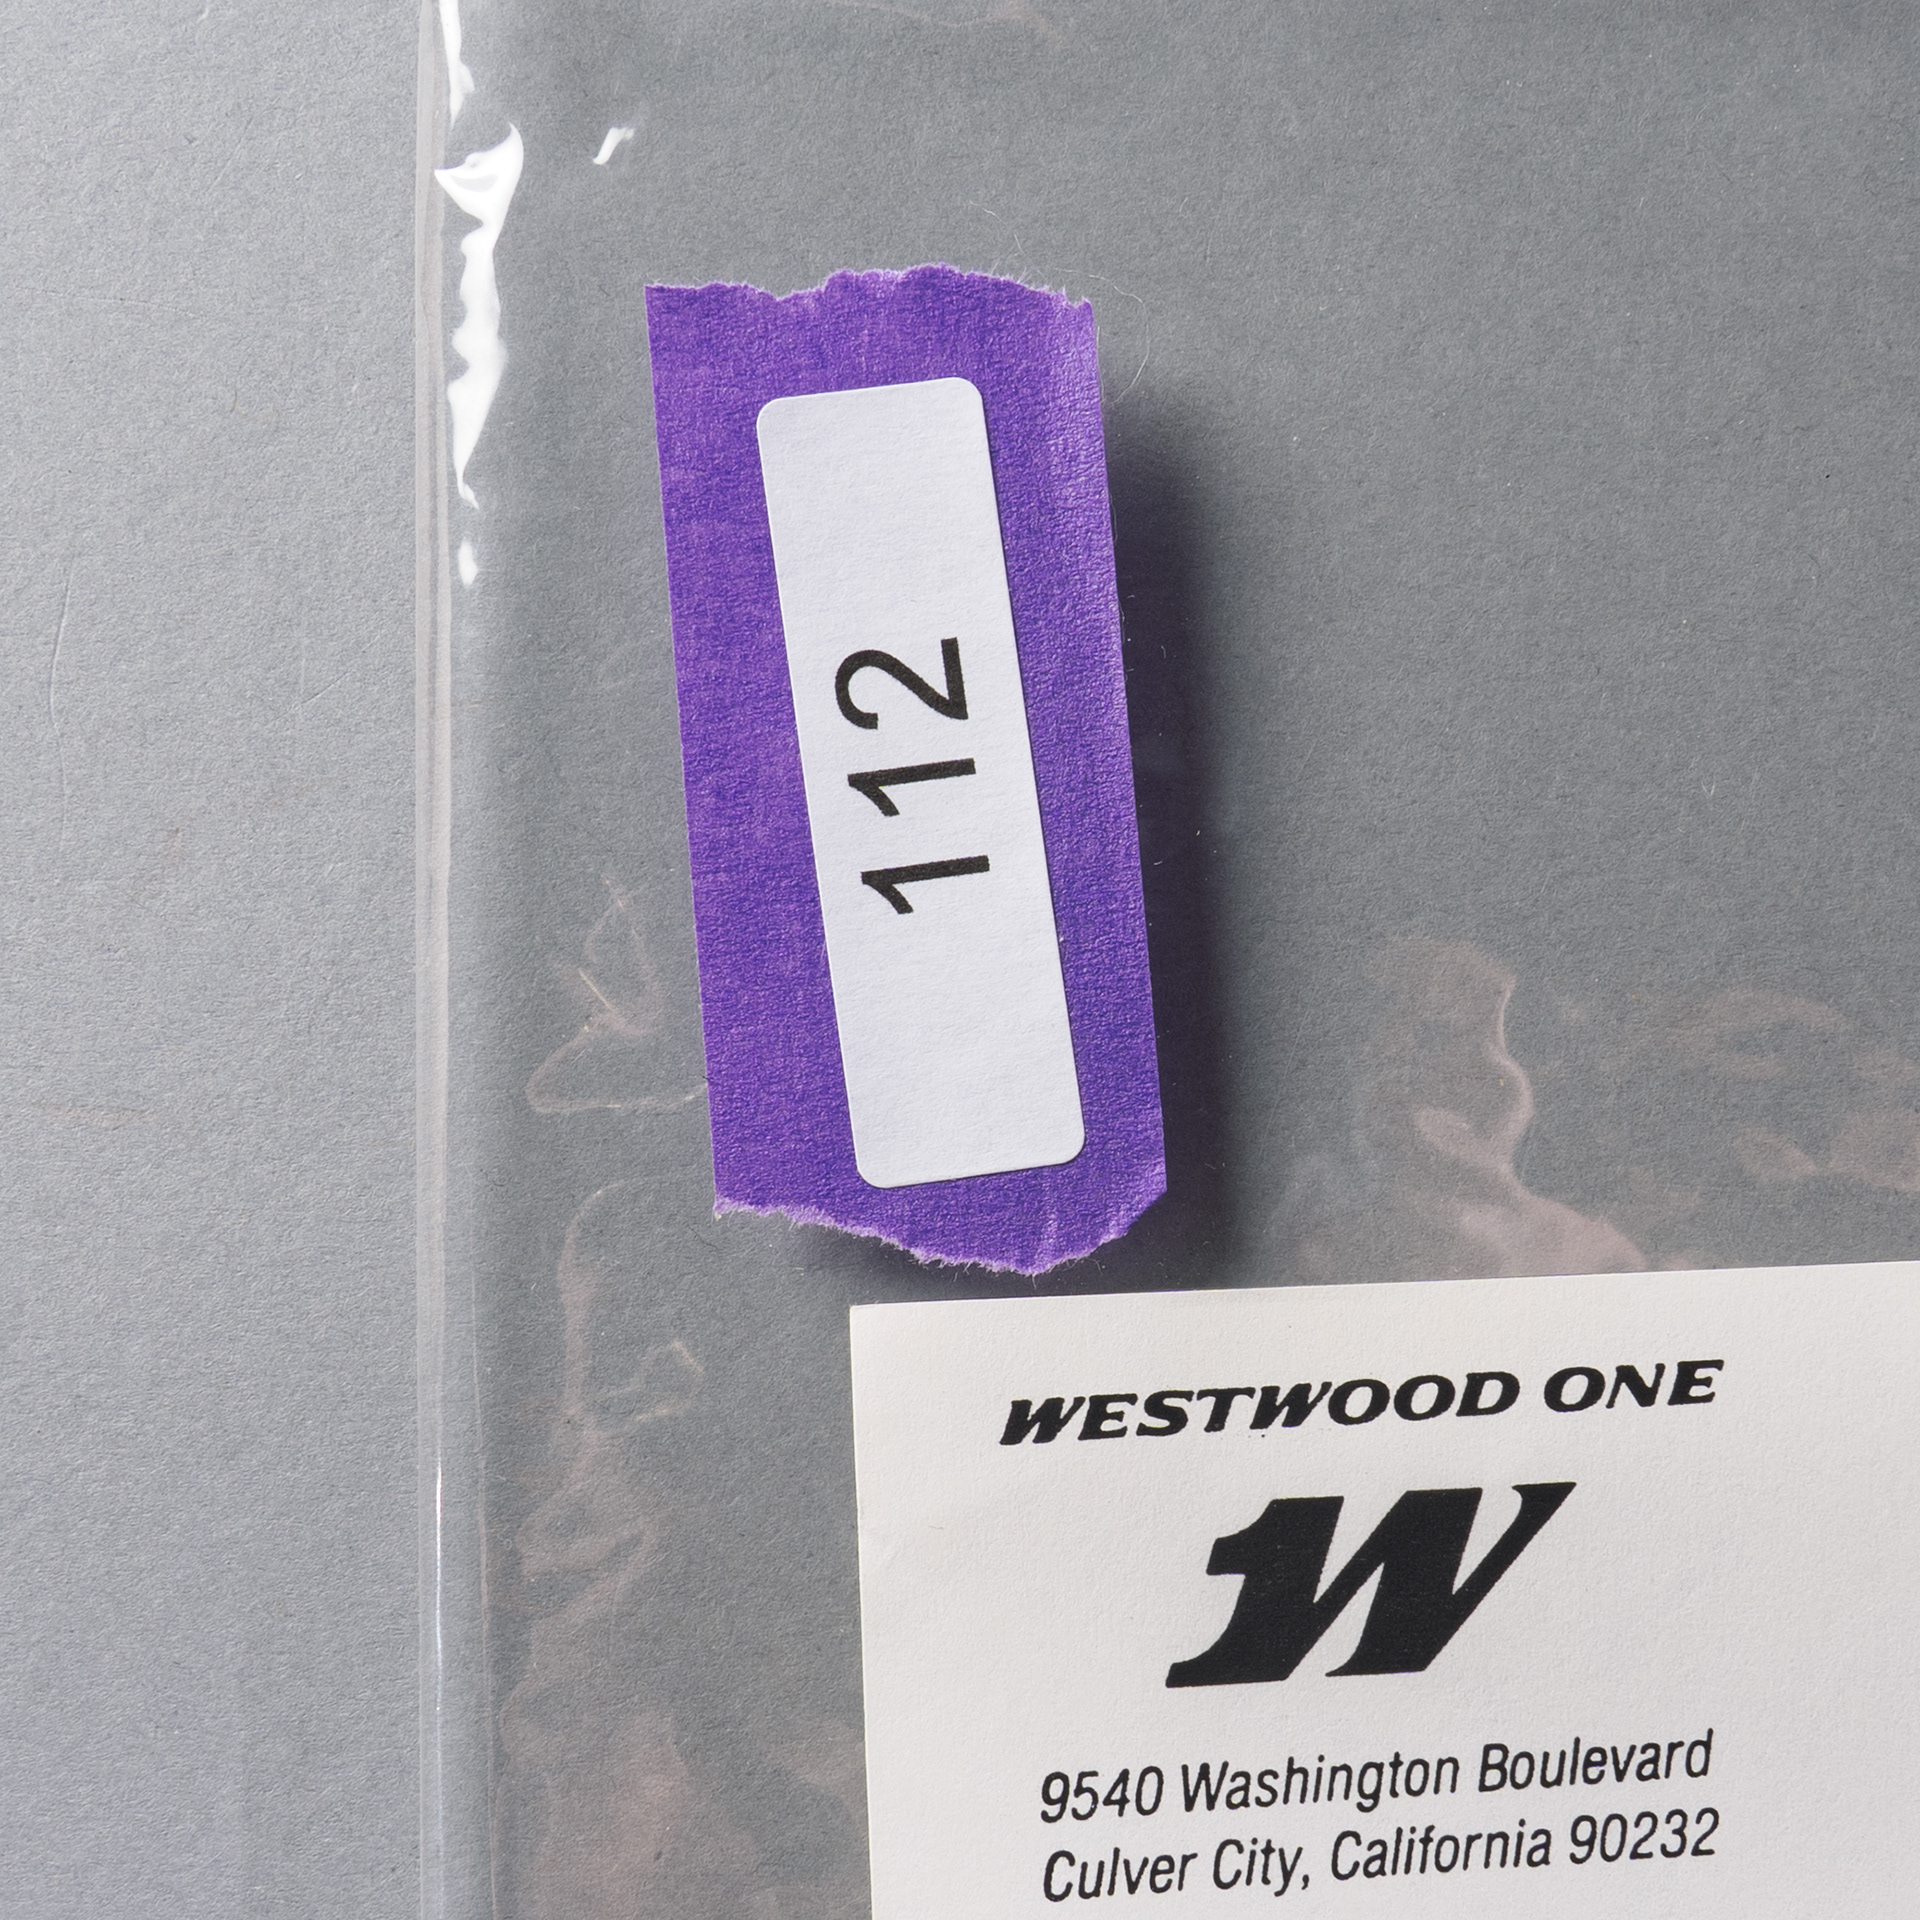 112
WESTWOOD ONE
W
9540 Washington Boulevard
Culver City, California 90232